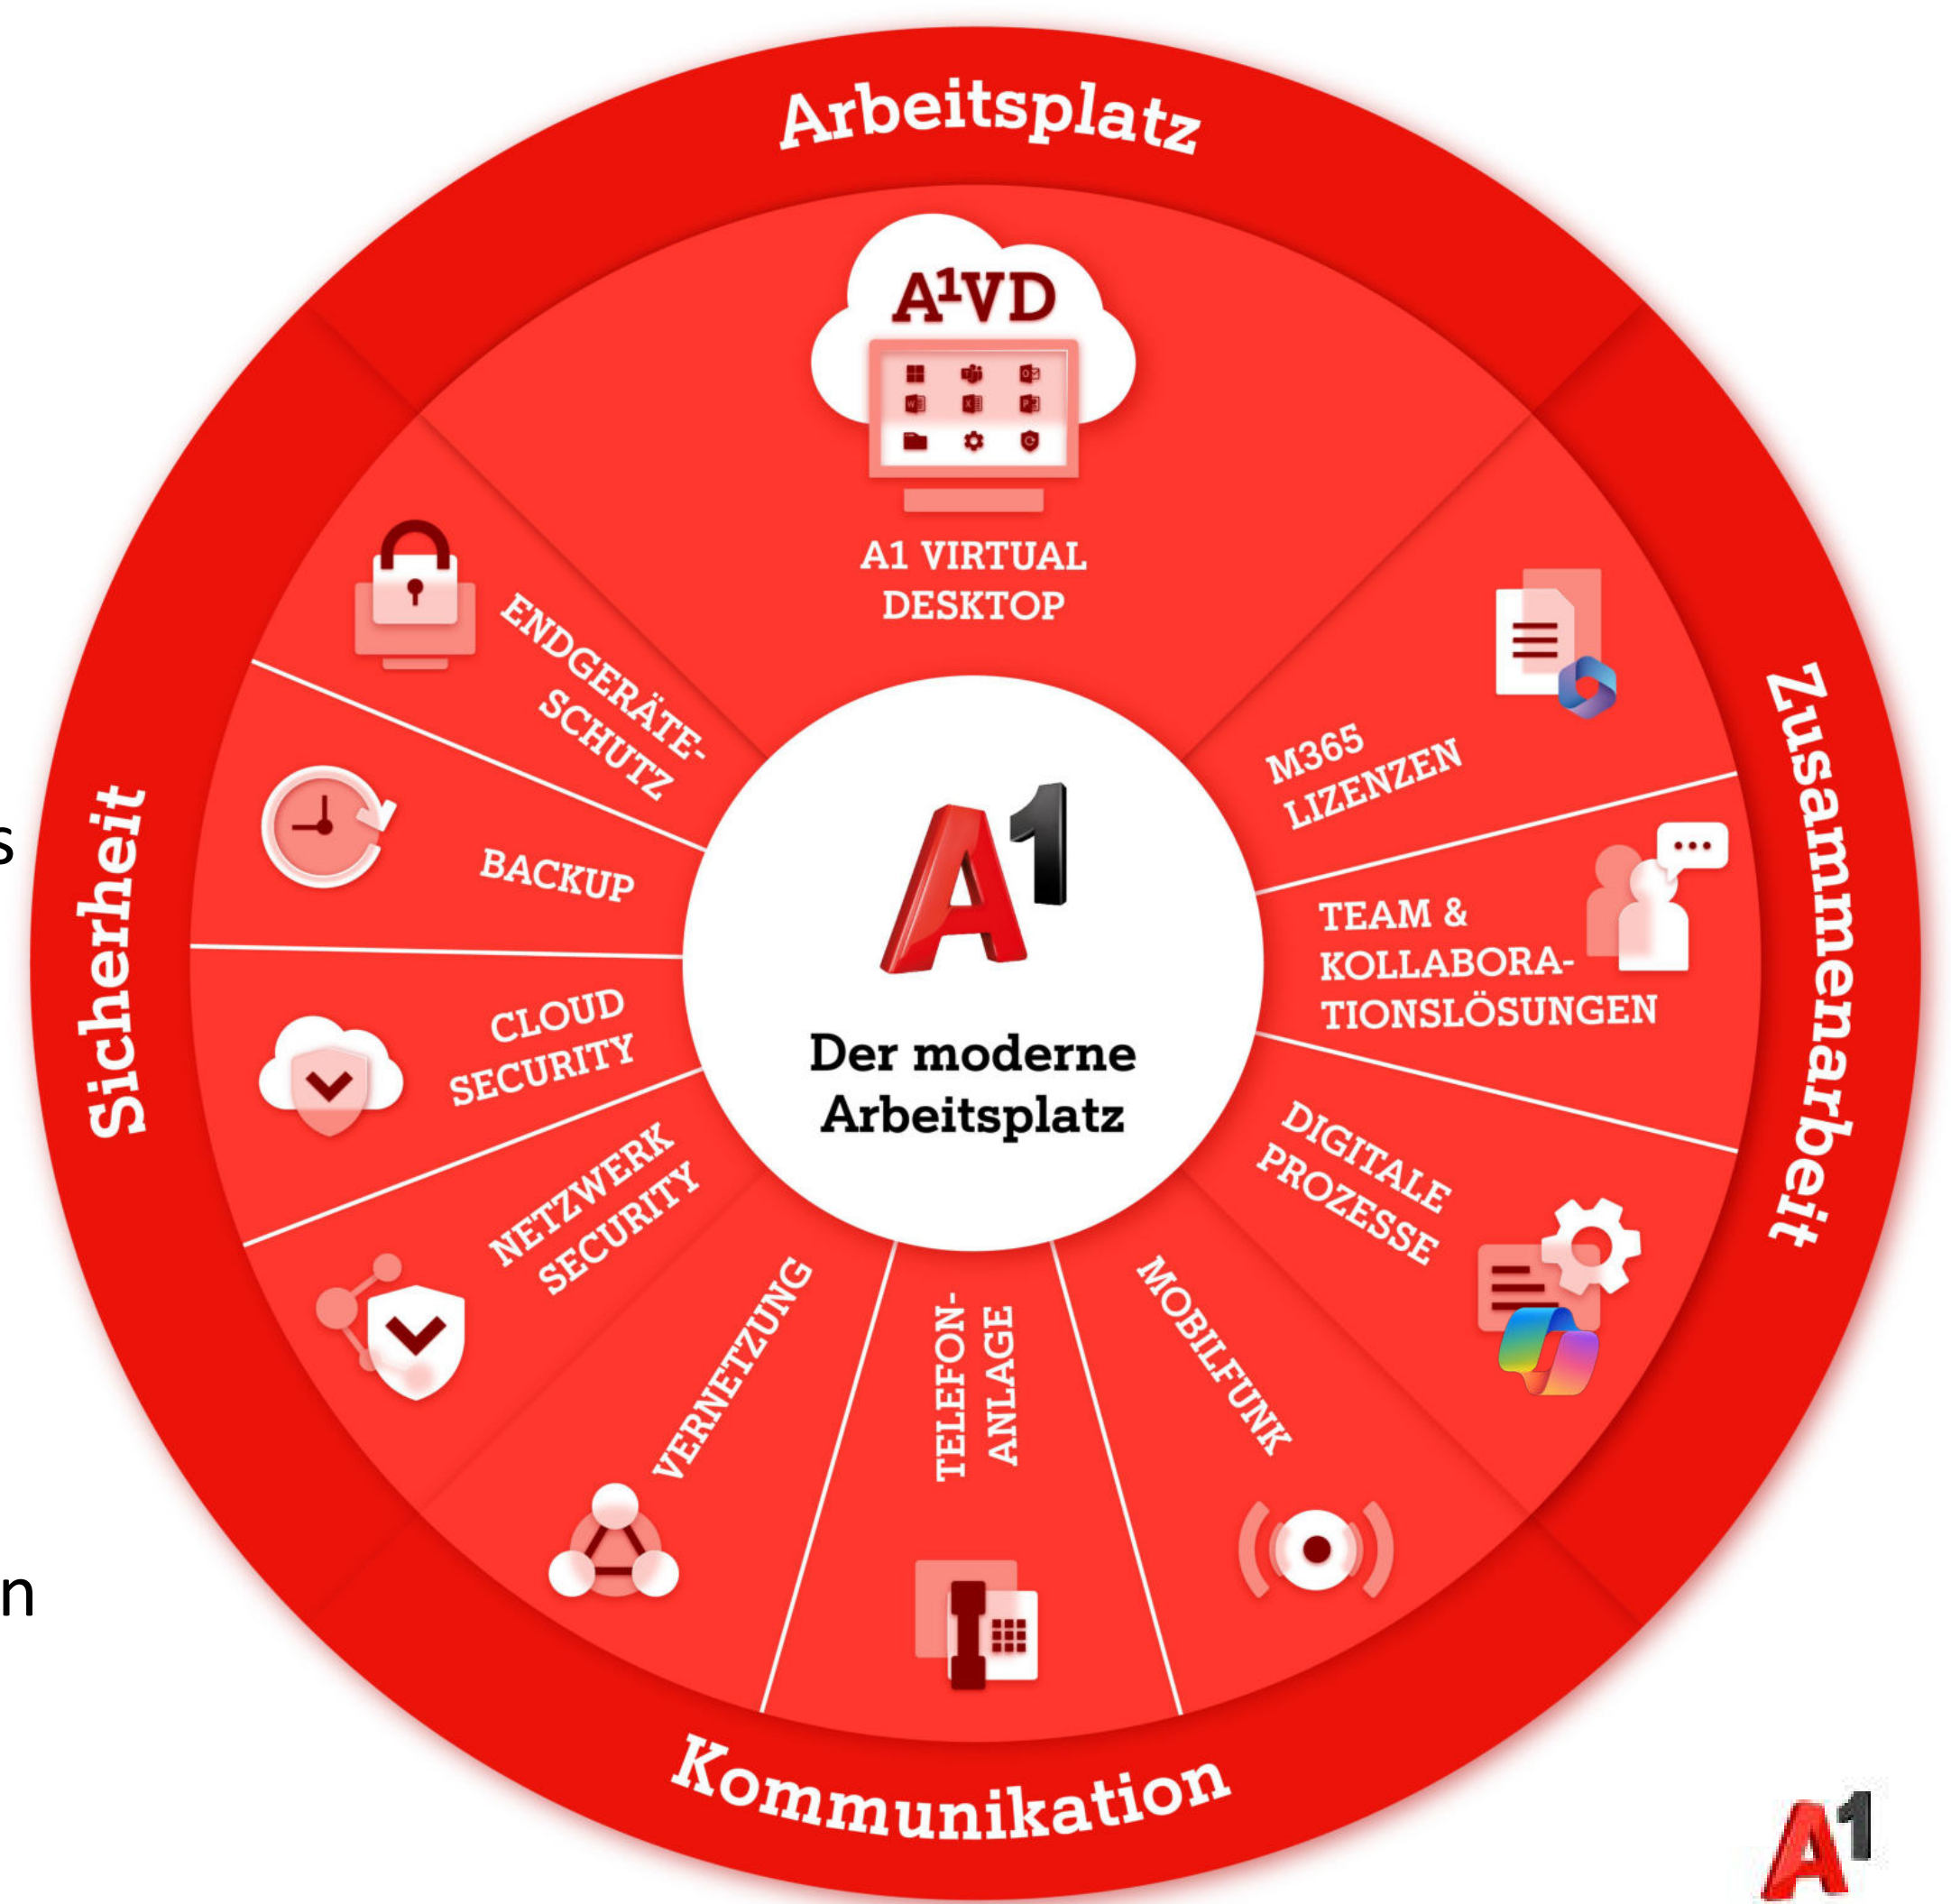 Arbeitsplatz
A1VD
A1 VIRTUAL
DESKTOP
Zusammenarbeit
M365
LIZENZEN
TEAM &
KOLLABORA-
TIONSLÖSUNGEN
DIGITALE
PROZESSE
Kommunikation
MOBILFUNK
TELEFON-
ANLAGE
VERNETZUNG
Sicherheit
NETZWERK
SECURITY
CLOUD
SECURITY
BACKUP
ENDGERÄTE-
SCHUTZ
A1
Der moderne
Arbeitsplatz
s
n
A1